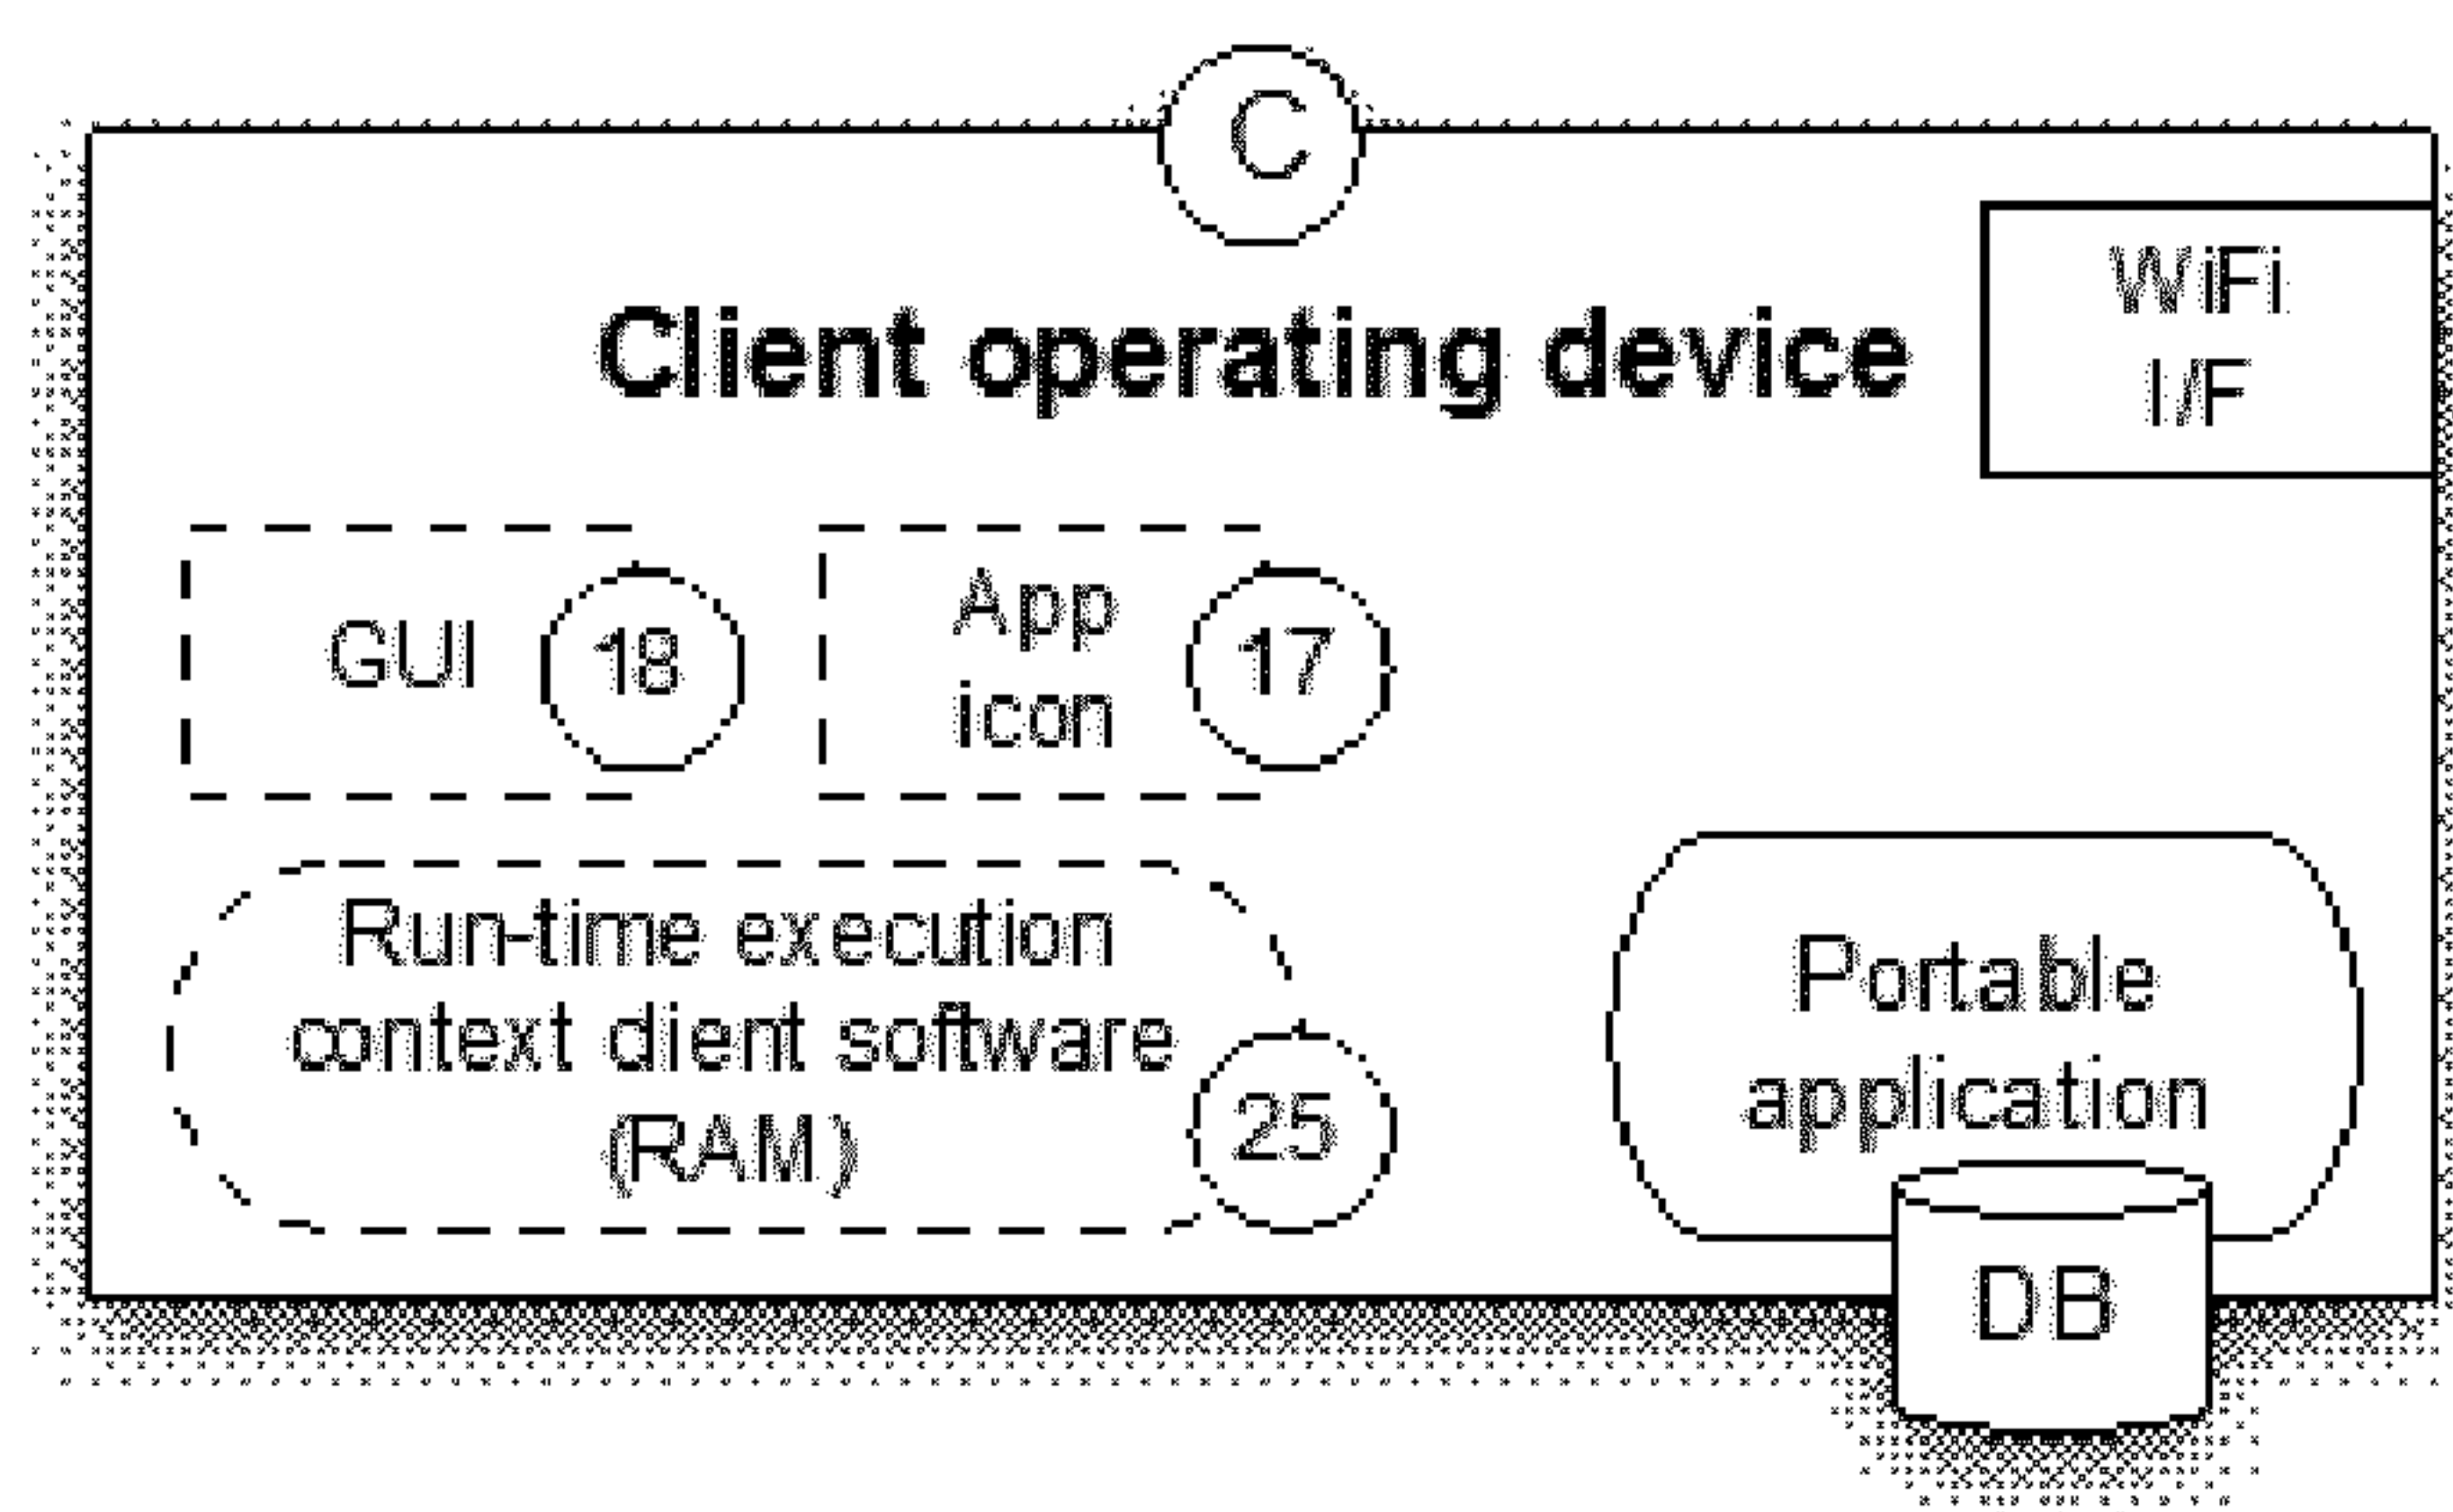 C
Client operating device
WiFi
I/F
GUI
18
App
icon
17
Run-time execution
context client software
(RAM)
25
Portable
application
DB